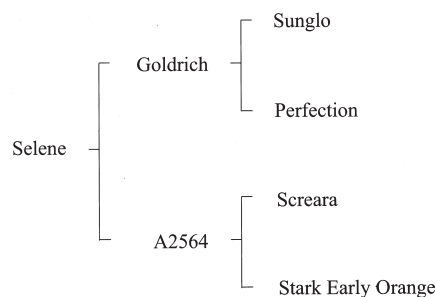 Sunglo
Goldrich
Perfection
Selene
Screara
A2564
Stark Early Orange